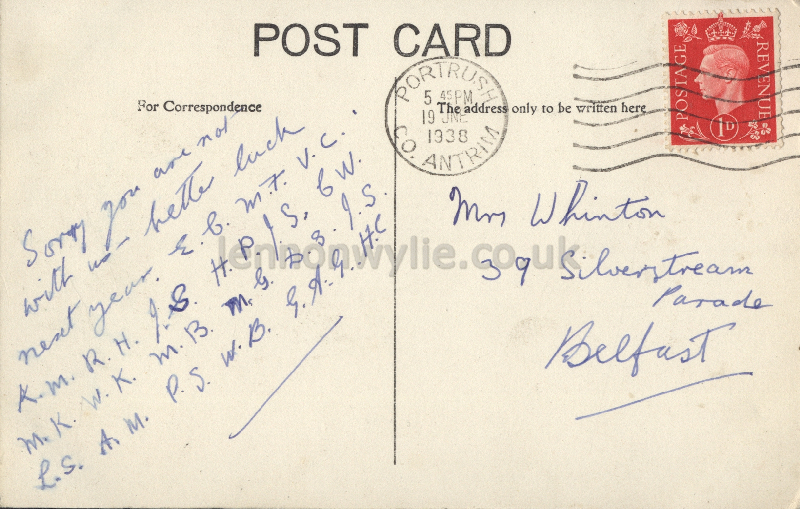 POST CARD
For Correspondence
The address only to be written here
PORTRUSH
5 45 PM
19 JNE
1938
CO. ANTRIM
POSTAGE
REVENUE
1D
Sorry you are not
with us - better luck
next year. E.C. M.F. V.C.
K.M. R.H. J.S. H.P. J.S. C.W.
M.K. W.K. M.B. M.G. J.S.
L.S. A.M. P.S. W.B. G.A.G. H.C
Mrs Whinton
39 Silverstream
Parade
Belfast
lennonwylie.co.uk